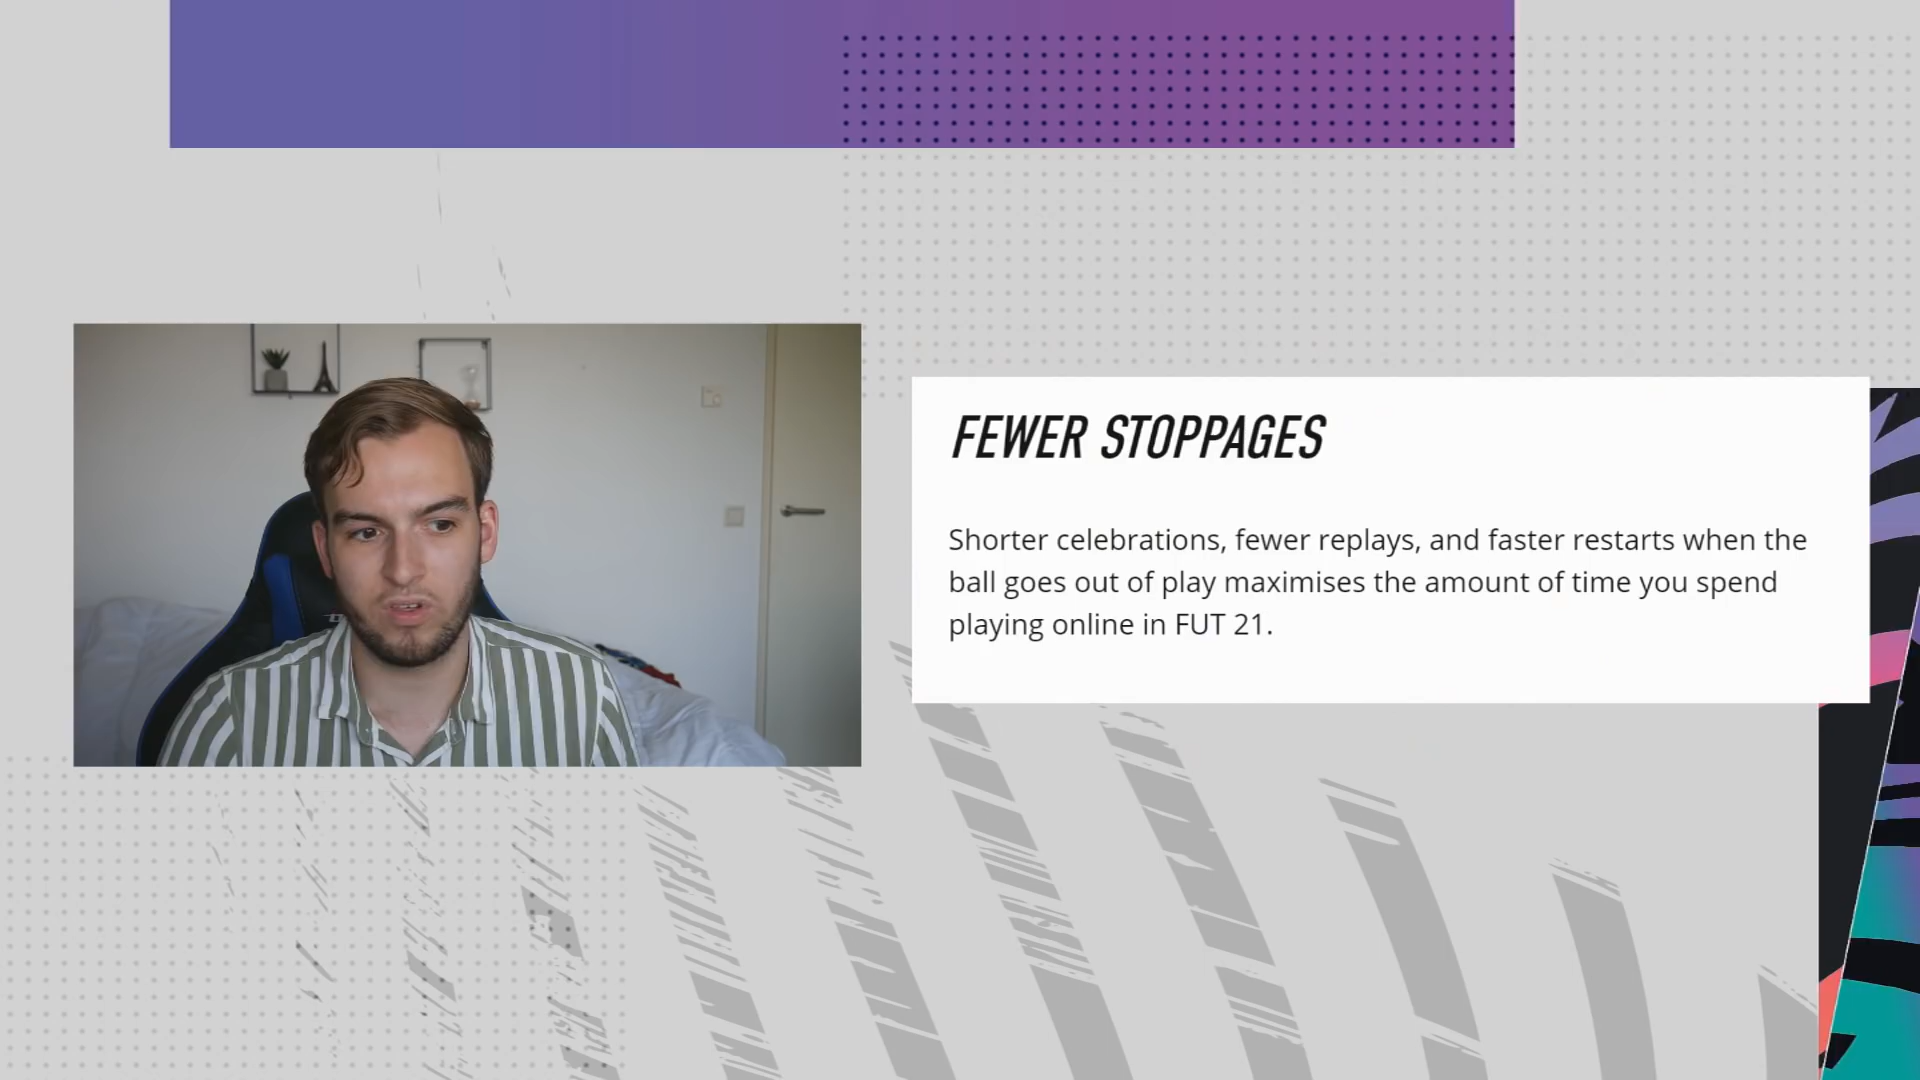 FEWER STOPPAGES
Shorter celebrations, fewer replays, and faster restarts when the
ball goes out of play maximises the amount of time you spend
playing online in FUT 21.